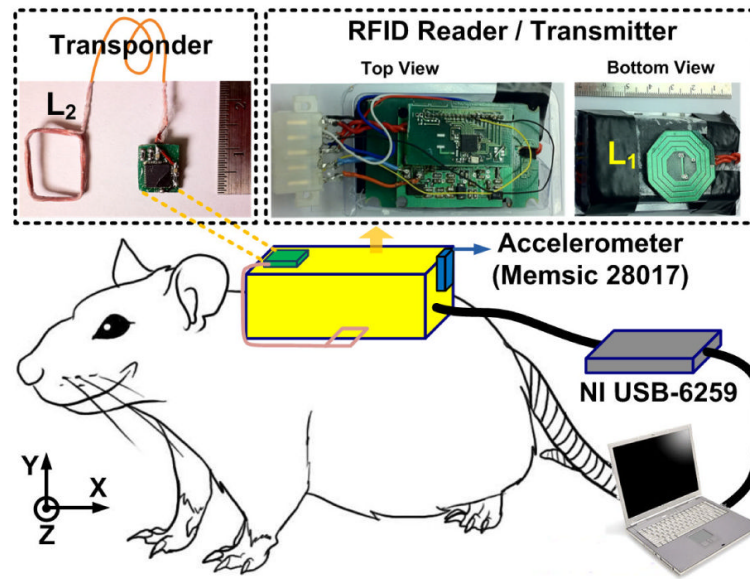 Transponder
L2
RFID Reader / Transmitter
Top View
Bottom View
L1
Accelerometer
(Memsic 28017)
NI USB-6259
Y
X
Z